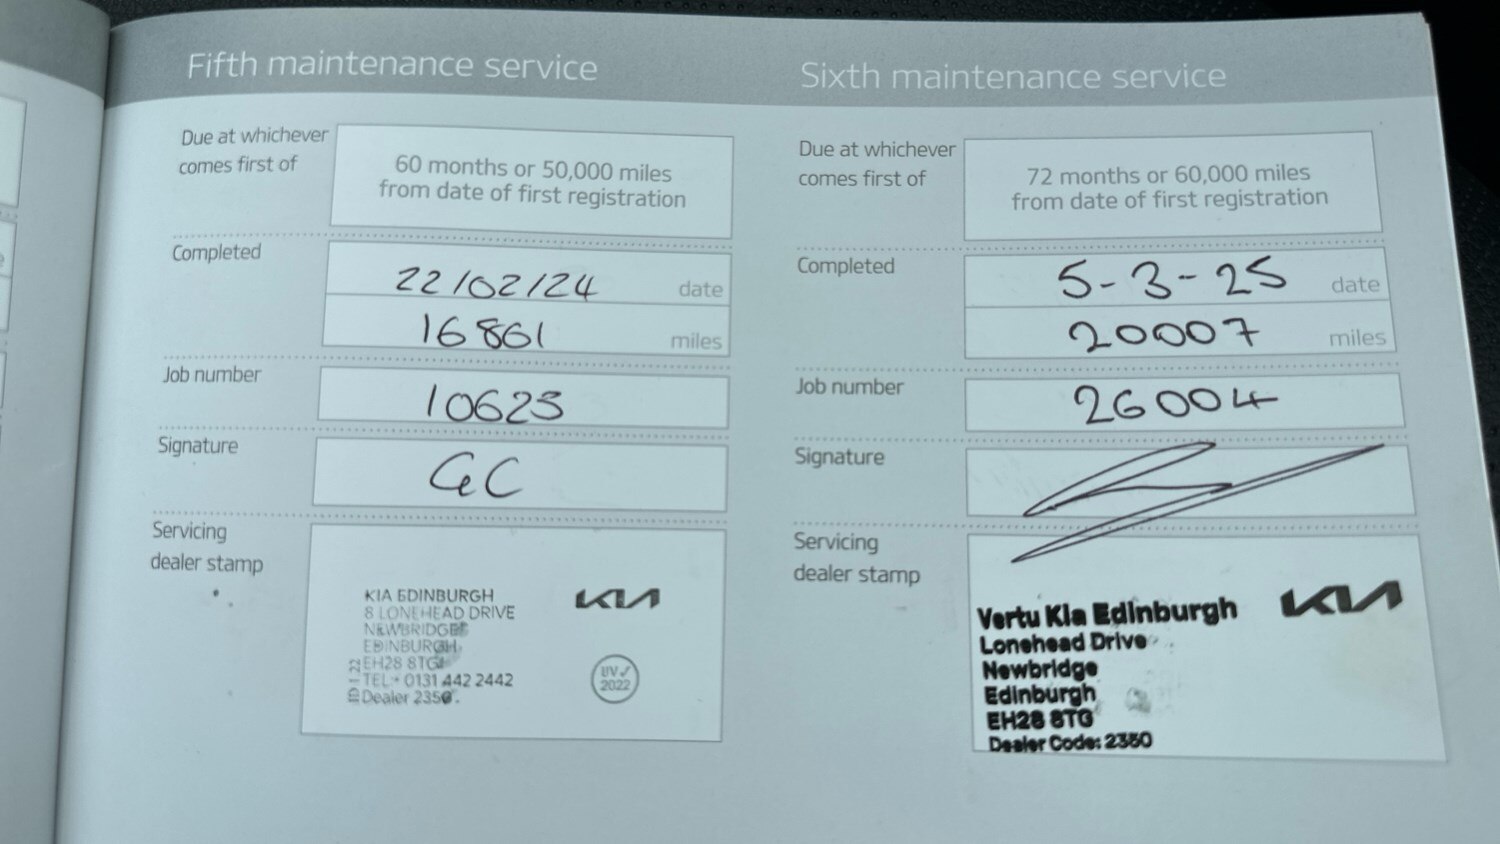 Fifth maintenance service
Due at whichever
comes first of
60 months or 50,000 miles
from date of first registration
Completed
22/02/24 date
16861 miles
Job number
10623
Signature
GC
Servicing
dealer stamp
KIA EDINBURGH
8 LONEHEAD DRIVE
NEWBRIDGE
EDINBURGH
EH28 8TG
TEL: 0131 442 2442
Dealer 2350
KIA
UV✓
2022
Sixth maintenance service
Due at whichever
comes first of
72 months or 60,000 miles
from date of first registration
Completed
5-3-25 date
20007 miles
Job number
26004
Signature
Servicing
dealer stamp
Vertu Kia Edinburgh
Lonehead Drive
Newbridge
Edinburgh
EH28 8TG
Dealer Code: 2350
KIA